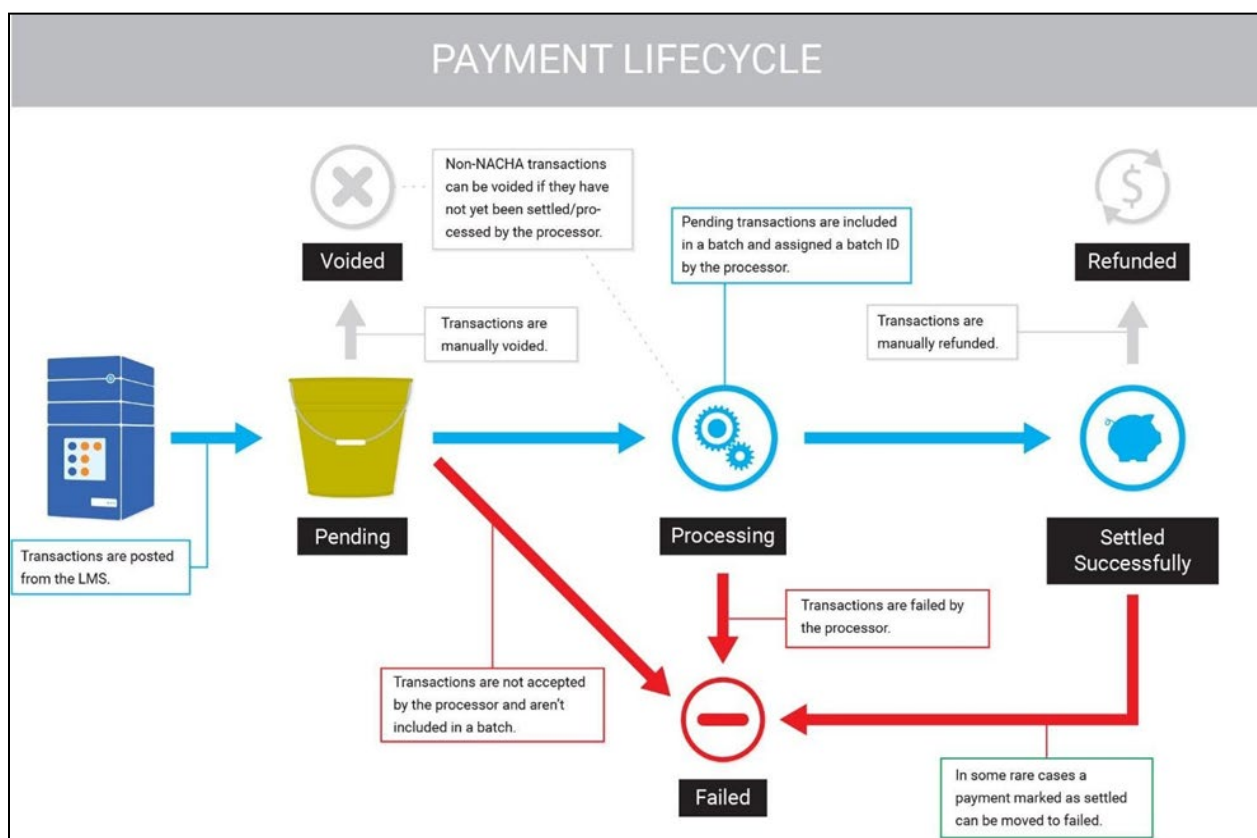 PAYMENT LIFECYCLE
Non-NACHA transactions
can be voided if they have
not yet been settled/pro-
cessed by the processor.
Pending transactions are included
in a batch and assigned a batch ID
by the processor.
Voided
Refunded
Transactions are
manually voided.
Transactions are
manually refunded.
Pending
Processing
Settled
Successfully
Transactions are posted
from the LMS.
Transactions are failed by
the processor.
Transactions are not accepted
by the processor and aren't
included in a batch.
Failed
In some rare cases a
payment marked as settled
can be moved to failed.